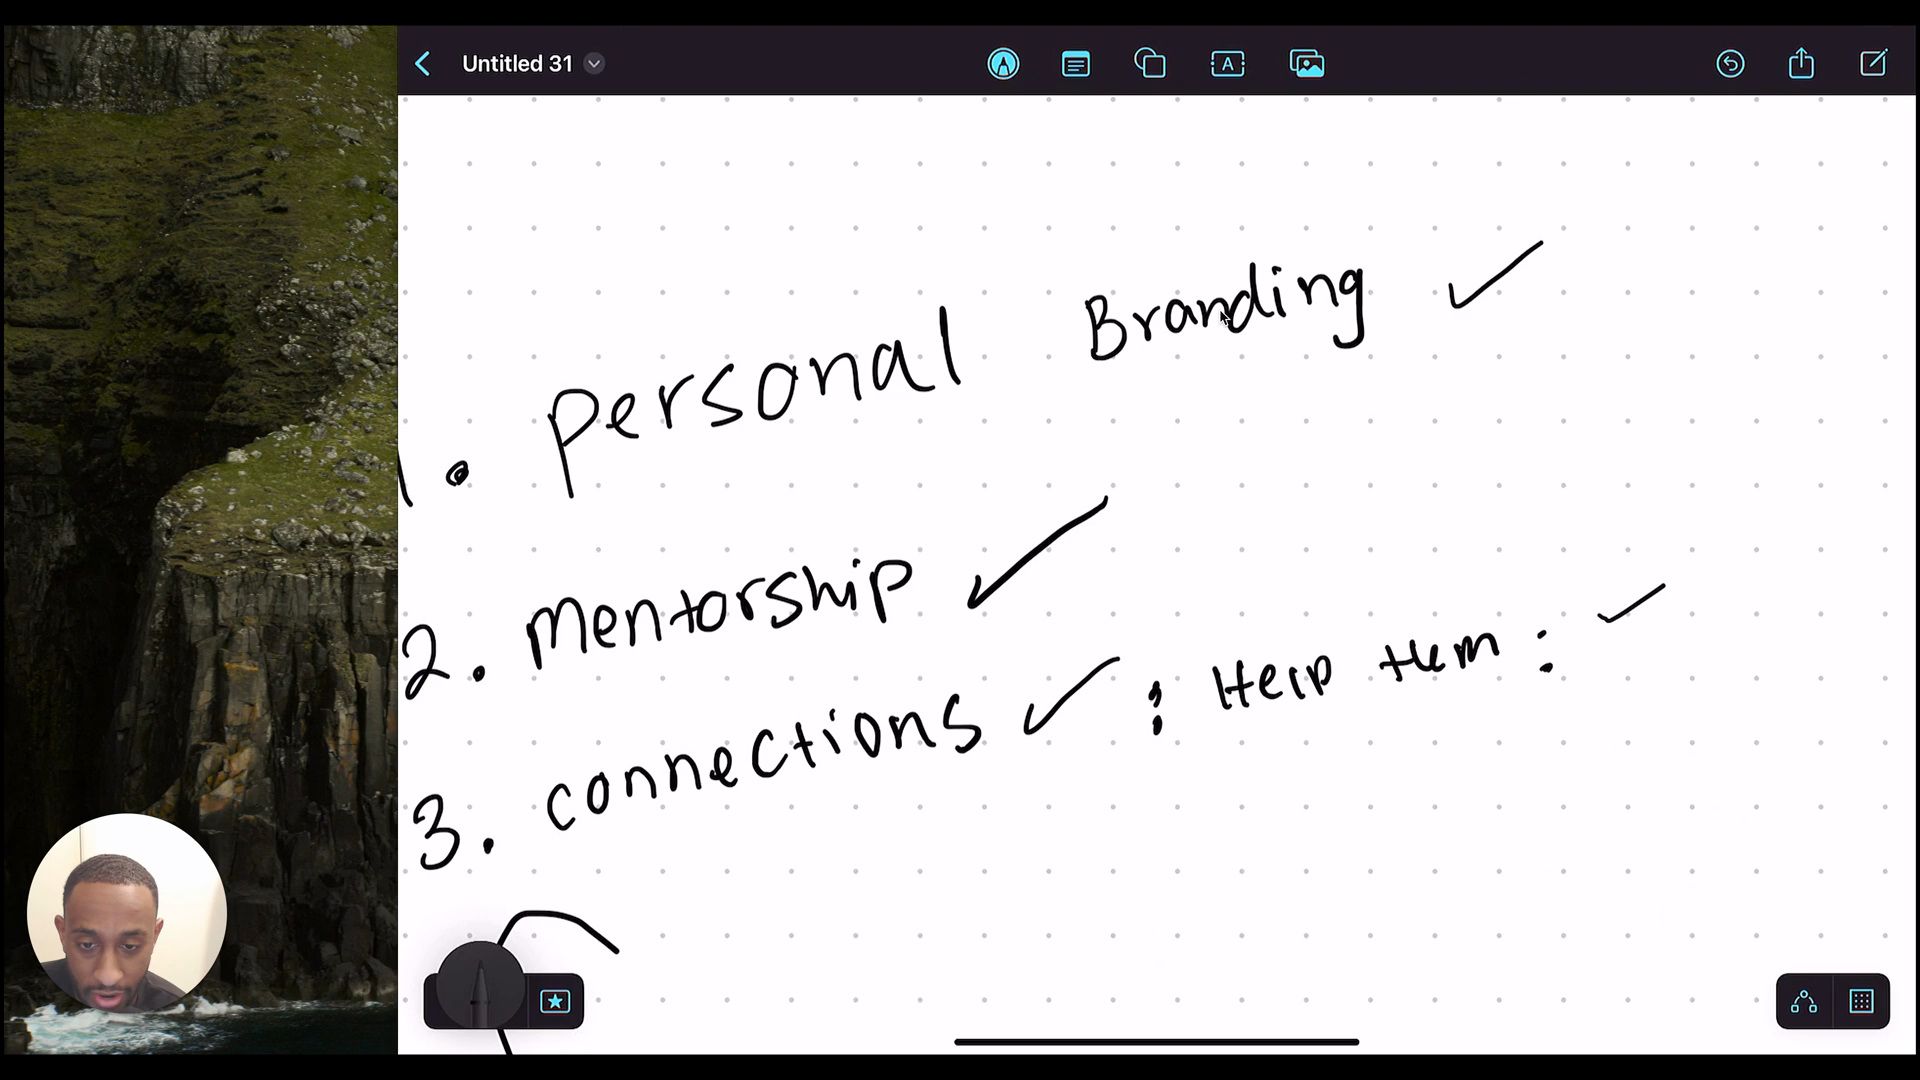 Untitled 31
1. Personal Branding ✓
2. Mentorship ✓
3. connections ✓ : Help them : ✓